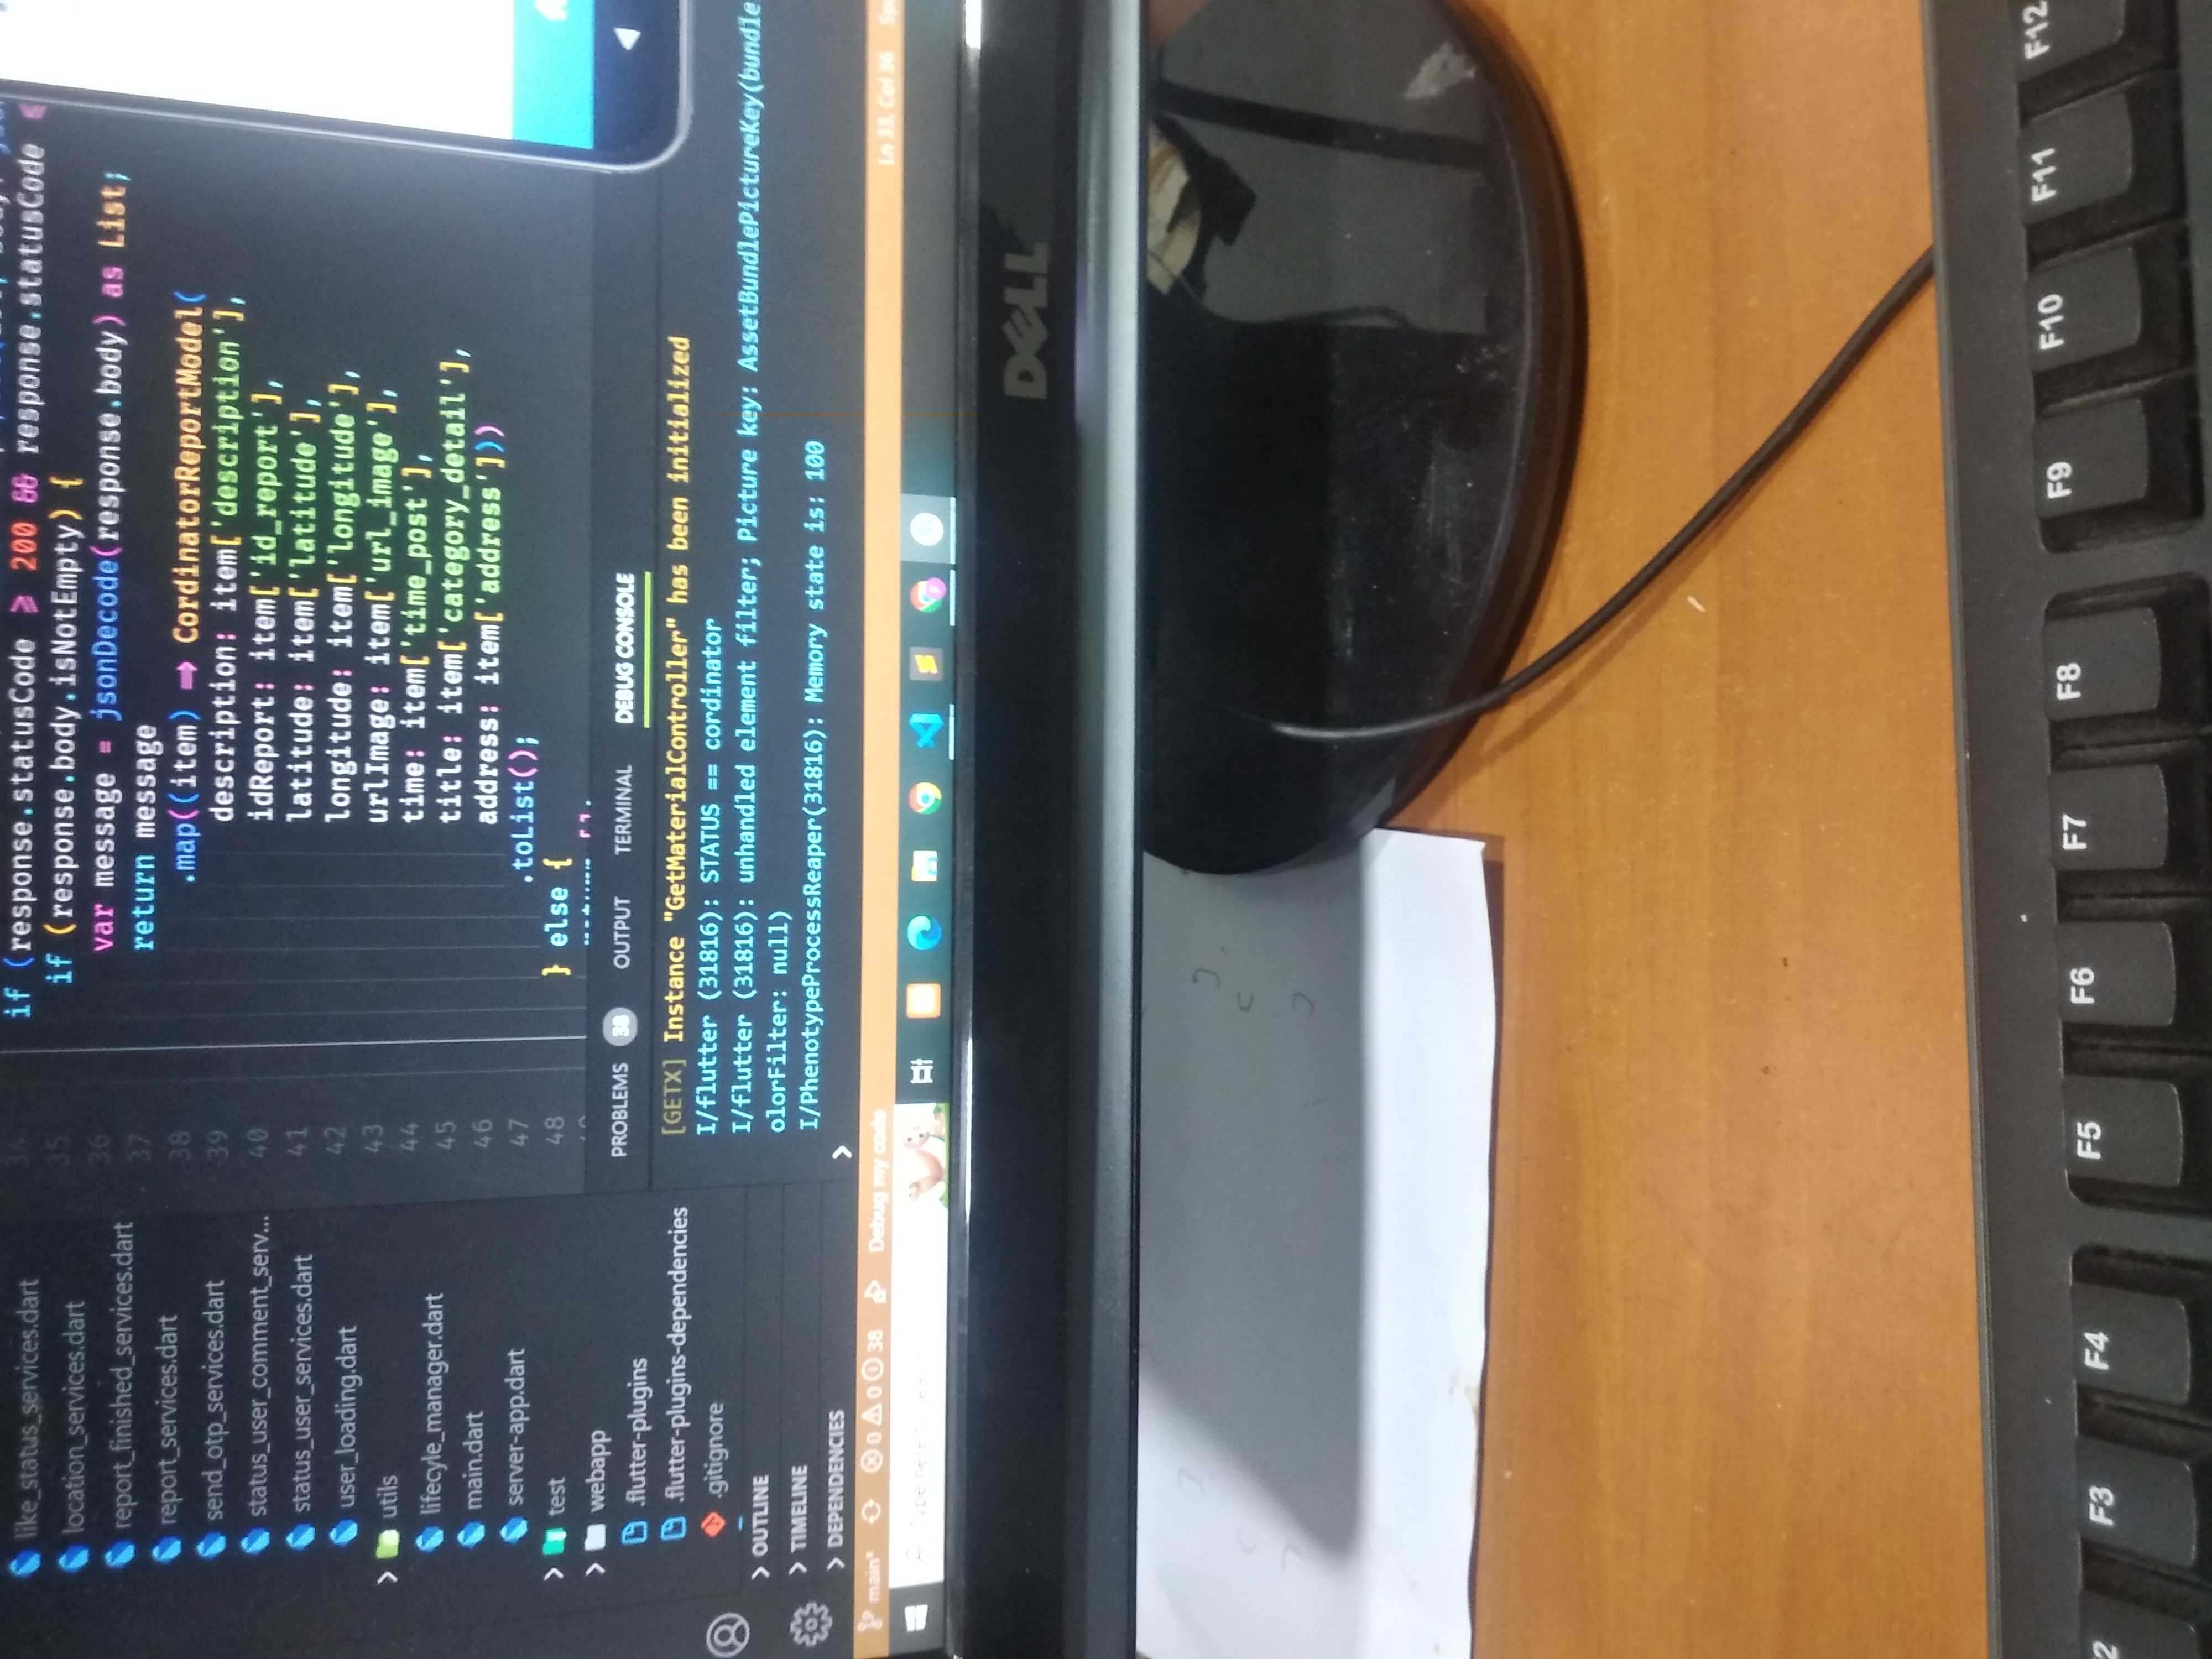 like_status_services.dart
location_services.dart
report_finished_services.dart
report_services.dart
send_otp_services.dart
status_user_comment_serv...
status_user_services.dart
user_loading.dart
utils
lifecyle_manager.dart
main.dart
server-app.dart
test
webapp
.flutter-plugins
.flutter-plugins-dependencies
.gitignore
OUTLINE
TIMELINE
DEPENDENCIES
34 if (response.statusCode >= 200 && response.statusCode <
35 if (response.body.isNotEmpty) {
36 var message = jsonDecode(response.body) as List;
37 return message
38 .map((item) => CordinatorReportModel(
39 description: item['description'],
40 idReport: item['id_report'],
41 latitude: item['latitude'],
42 longitude: item['longitude'],
43 urlImage: item['url_image'],
44 time: item['time_post'],
45 title: item['category_detail'],
46 address: item['address']))
47 .toList();
48 } else {
PROBLEMS 38 OUTPUT TERMINAL DEBUG CONSOLE
[GETX] Instance "GetMaterialController" has been initialized
I/flutter (31816): STATUS == cordinator
I/flutter (31816): unhandled element filter; Picture key: AssetBundlePictureKey(bundle
olorFilter: null)
I/PhenotypeProcessReaper(31816): Memory state is: 100
main* 0 0 38 Debug my code Ln 33, Col 36
Type here to
DELL
F3 F4 F5 F6 F7 F8 F9 F10 F11 F12